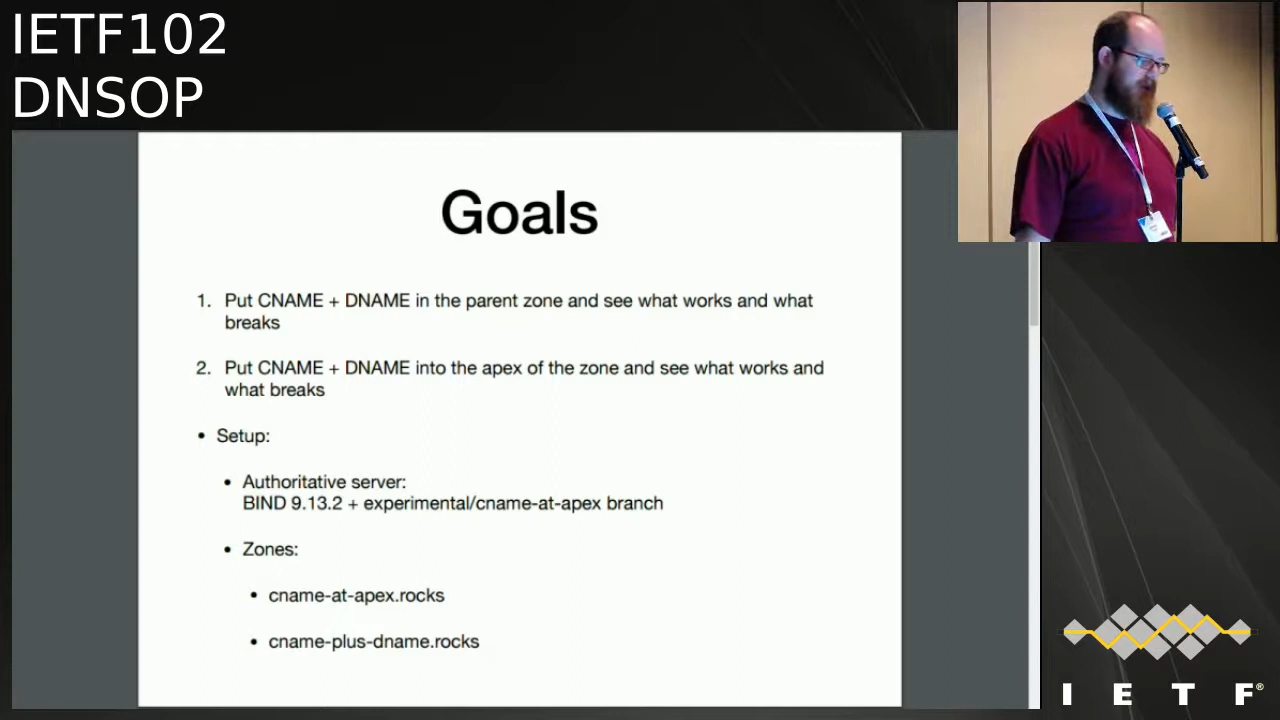 IETF102
DNSOP
Goals
1. Put CNAME + DNAME in the parent zone and see what works and what
breaks
2. Put CNAME + DNAME into the apex of the zone and see what works and
what breaks
• Setup:
• Authoritative server:
BIND 9.13.2 + experimental/cname-at-apex branch
• Zones:
• cname-at-apex.rocks
• cname-plus-dname.rocks
I E T F®